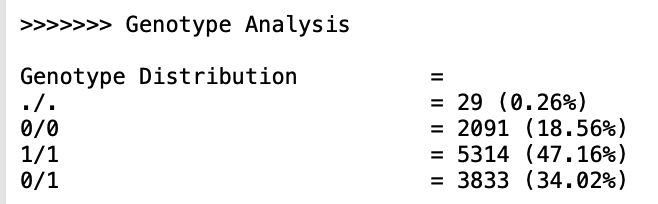 >>>>>>> Genotype Analysis
Genotype Distribution =
./. = 29 (0.26%)
0/0 = 2091 (18.56%)
1/1 = 5314 (47.16%)
0/1 = 3833 (34.02%)